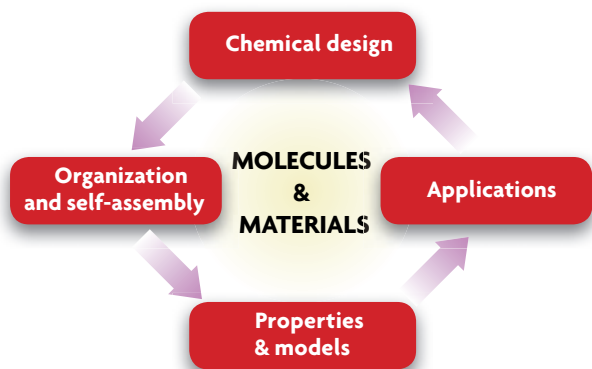 Chemical design
Organization
and self-assembly
MOLECULES
&
MATERIALS
Applications
Properties
& models